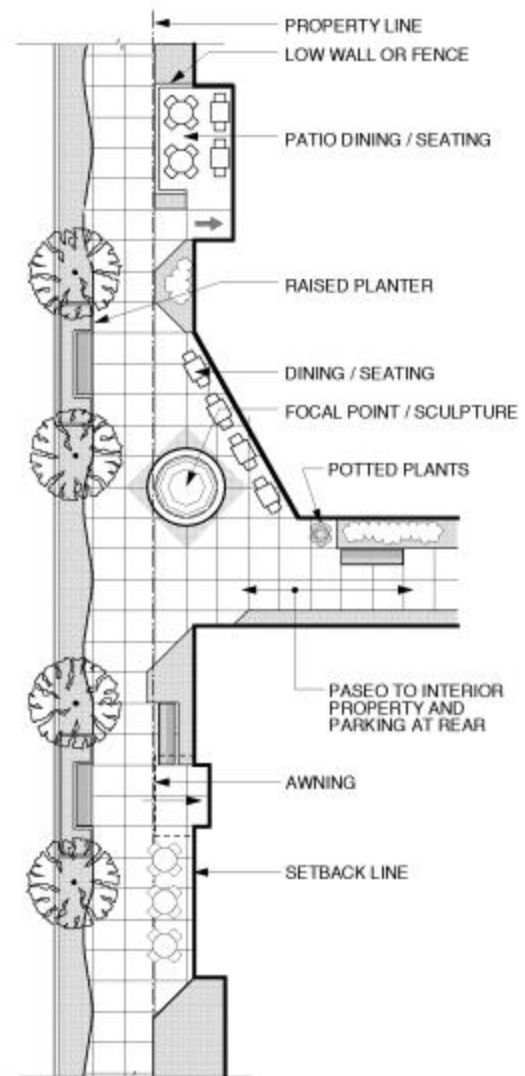 PROPERTY LINE
LOW WALL OR FENCE
PATIO DINING / SEATING
RAISED PLANTER
DINING / SEATING
FOCAL POINT / SCULPTURE
POTTED PLANTS
PASEO TO INTERIOR
PROPERTY AND
PARKING AT REAR
AWNING
SETBACK LINE